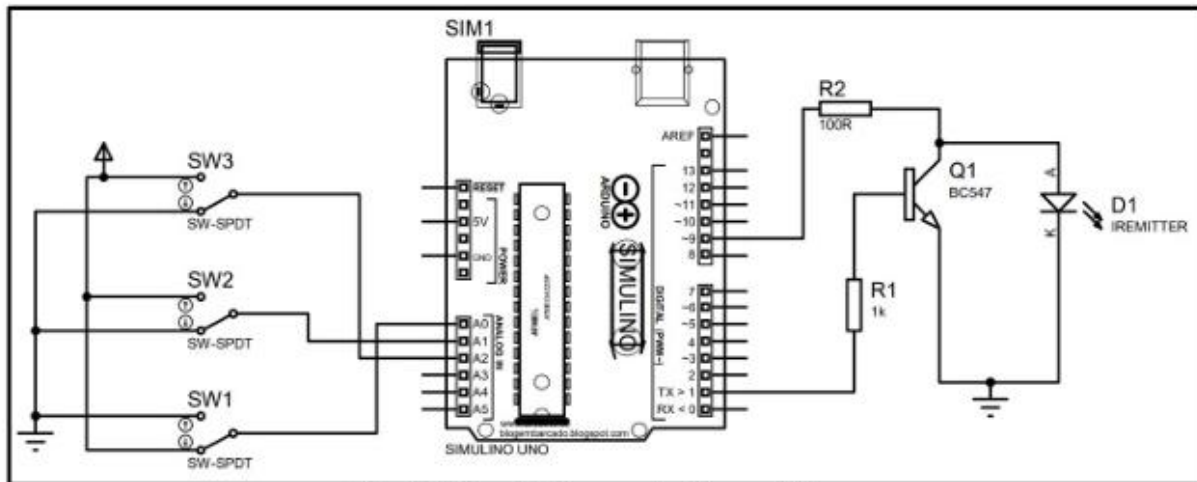 SIM1
SW3
SW-SPDT
SW2
SW-SPDT
SW1
SW-SPDT
RESET
5V
GND
POWER
A0
A1
A2
A3
A4
A5
ANALOG IN
ARDUINO
SIMULINO
AREF
13
12
~11
~10
~9
8
7
~6
~5
4
~3
2
TX > 1
RX < 0
DIGITAL (PWM~)
blogembarcado.blogspot.com
SIMULINO UNO
R2
100R
Q1
BC547
R1
1k
A
K
D1
IREMITTER